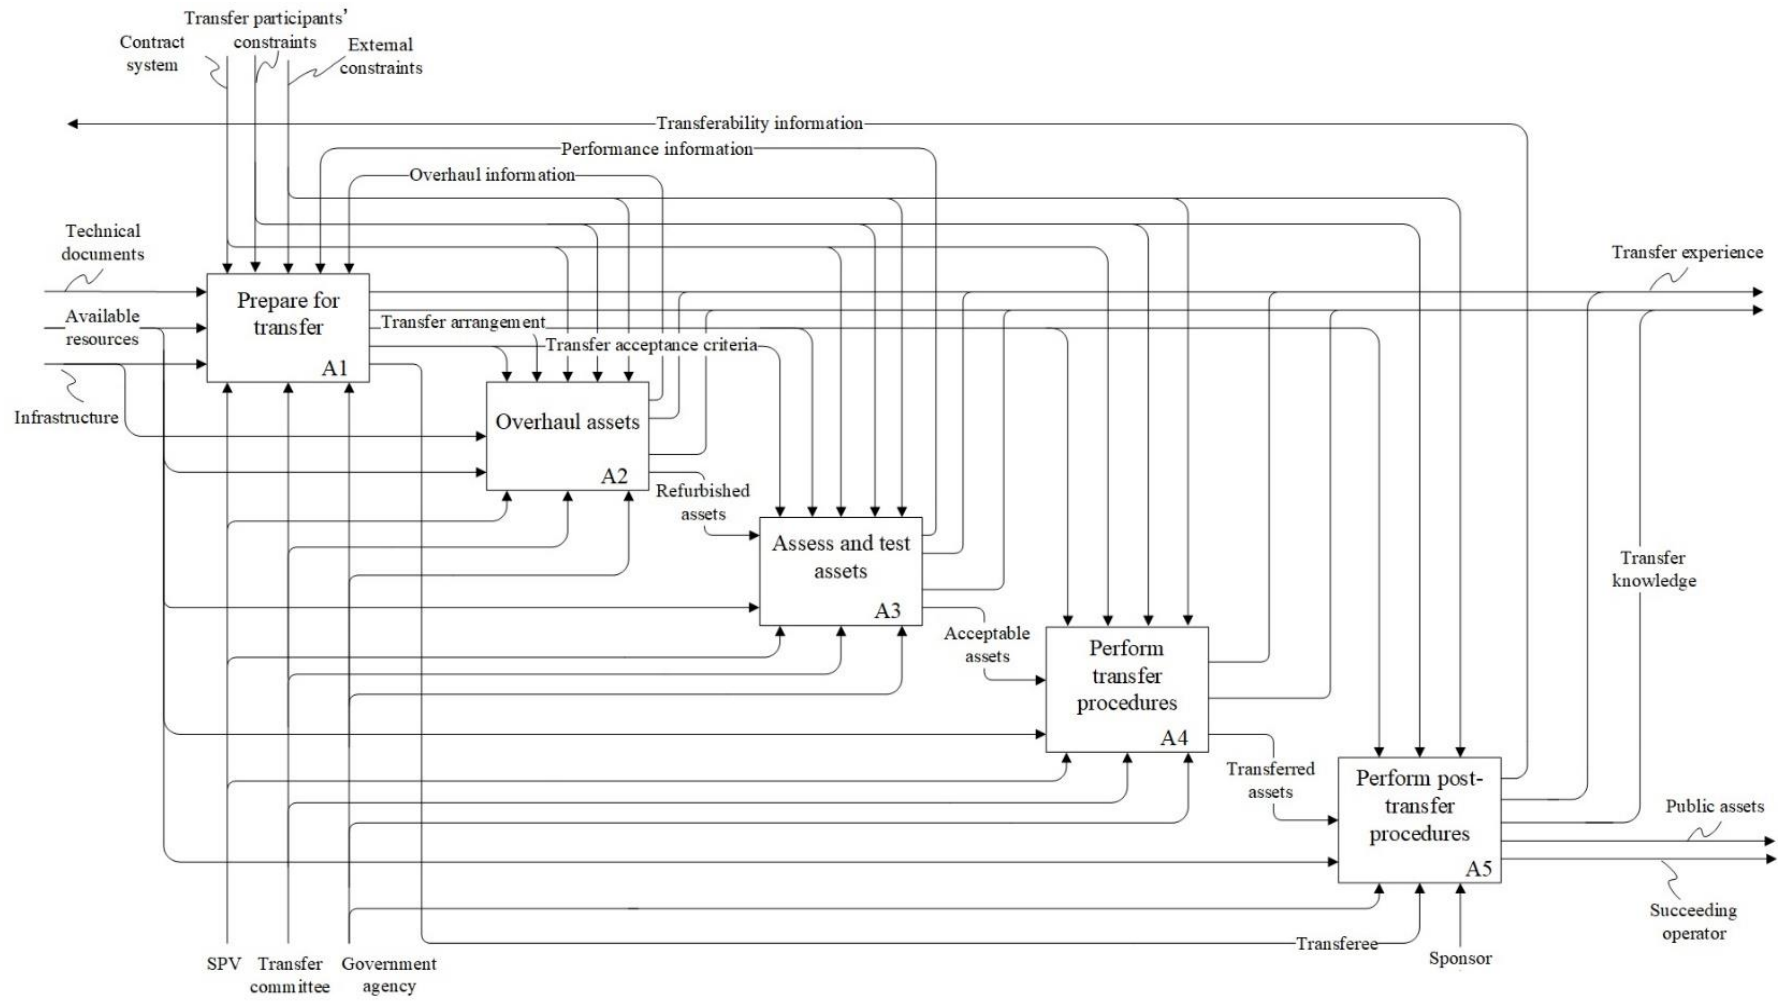 Transfer participants’
constraints
Contract
system
External
constraints
Transferability information
Performance information
Overhaul information
Technical
documents
Transfer experience
Available
resources
Infrastructure
Prepare for
transfer
A1
Transfer arrangement
Transfer acceptance criteria
Overhaul assets
A2
Refurbished
assets
Assess and test
assets
A3
Acceptable
assets
Transfer
knowledge
Perform
transfer
procedures
A4
Transferred
assets
Perform post-
transfer
procedures
A5
Public assets
Succeeding
operator
Transferee
Sponsor
SPV
Transfer
committee
Government
agency